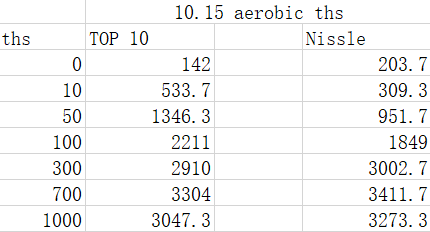 10.15 aerobic ths
ths TOP 10 Nissle
0 142 203.7
10 533.7 309.3
50 1346.3 951.7
100 2211 1849
300 2910 3002.7
700 3304 3411.7
1000 3047.3 3273.3